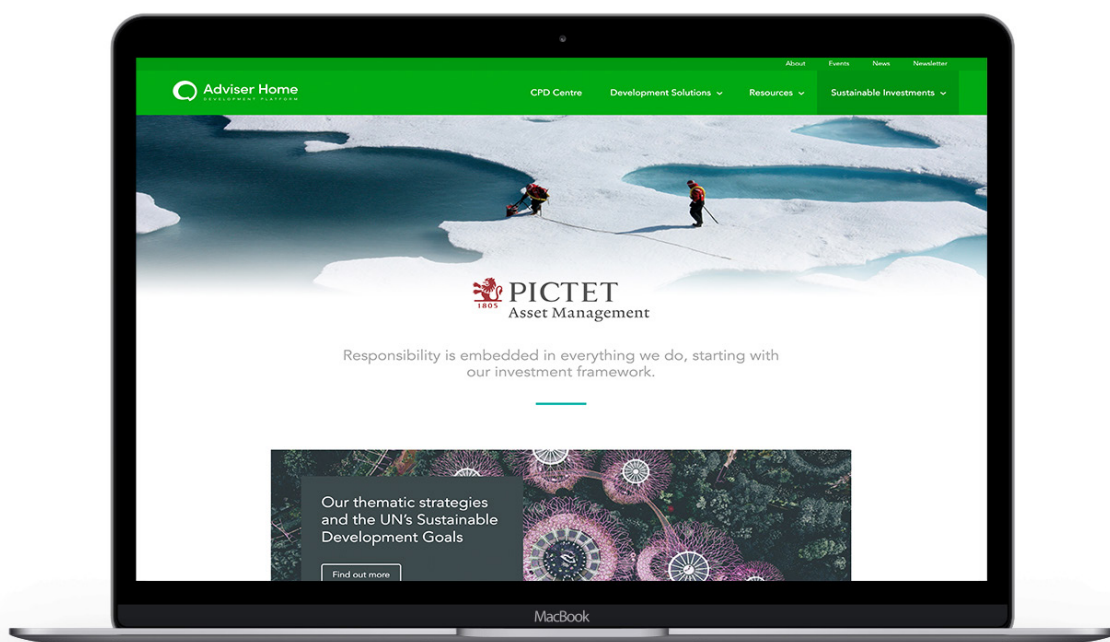 About Events News Newsletter
Adviser Home
DEVELOPMENT PLATFORM
CPD Centre Development Solutions Resources Sustainable Investments
1805
PICTET
Asset Management
Responsibility is embedded in everything we do, starting with
our investment framework.
Our thematic strategies
and the UN's Sustainable
Development Goals
Find out more
MacBook